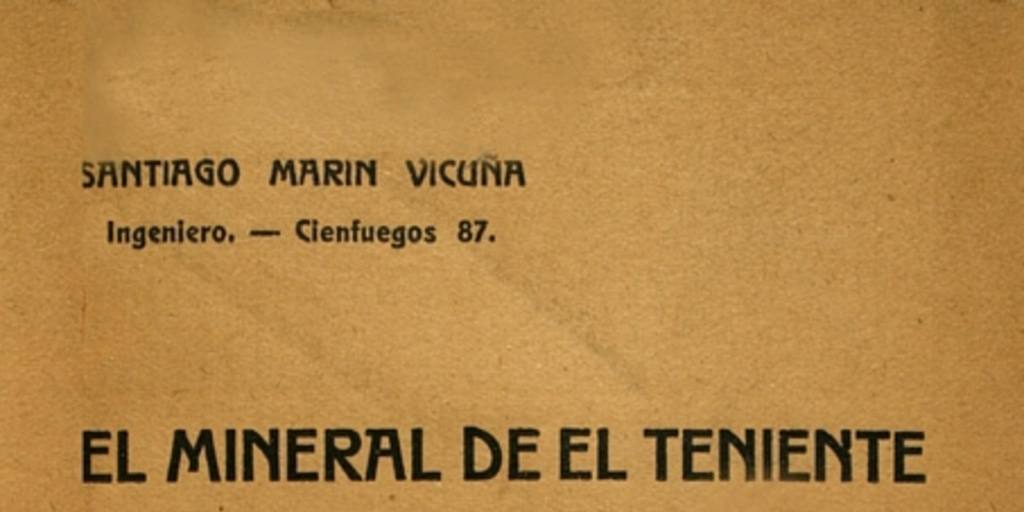 SANTIAGO MARIN VICUÑA
Ingeniero. — Cienfuegos 87.
EL MINERAL DE EL TENIENTE